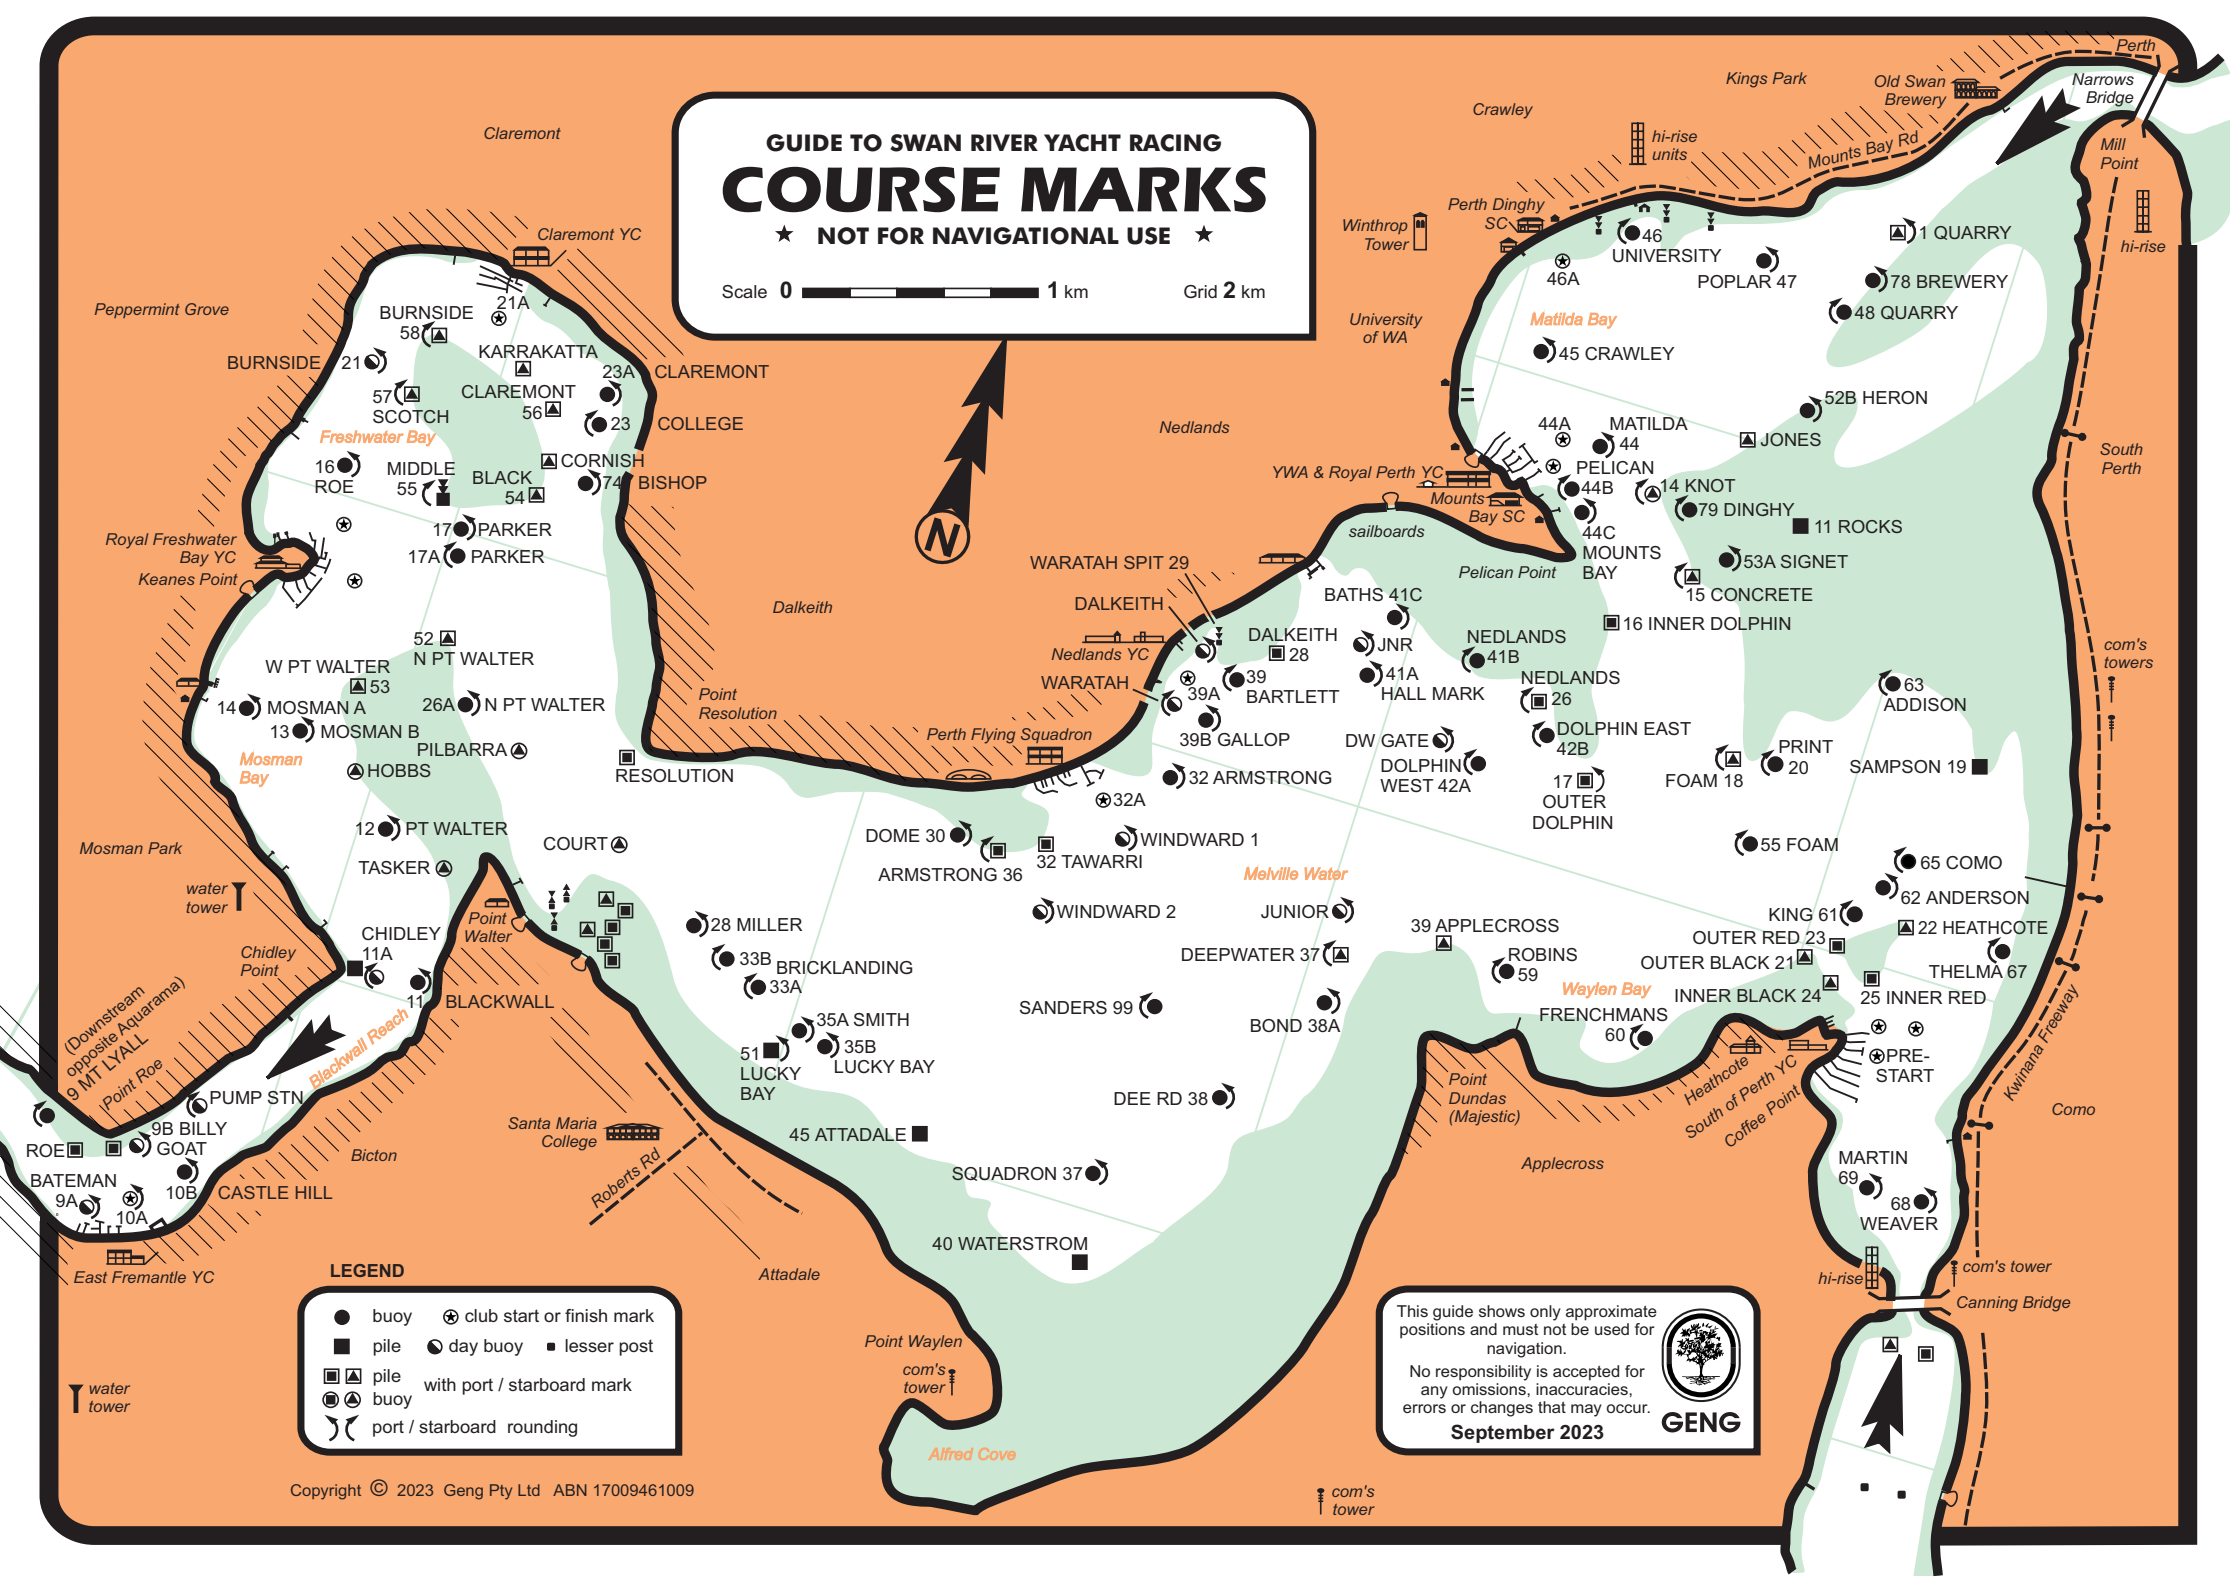 GUIDE TO SWAN RIVER YACHT RACING
COURSE MARKS
★ NOT FOR NAVIGATIONAL USE ★
Scale 0 1 km Grid 2 km
Claremont
Claremont YC
Peppermint Grove
21A
BURNSIDE
58
BURNSIDE 21
KARRAKATTA
23A CLAREMONT
57
SCOTCH
CLAREMONT
56
23 COLLEGE
Freshwater Bay
16
ROE
MIDDLE
55
BLACK
54
CORNISH
74 BISHOP
17 PARKER
17A PARKER
Royal Freshwater
Bay YC
Keanes Point
52
N PT WALTER
W PT WALTER
53
14 MOSMAN A
13 MOSMAN B
26A N PT WALTER
PILBARRA
Mosman
Bay
HOBBS
RESOLUTION
Point
Resolution
Dalkeith
12 PT WALTER
COURT
TASKER
Mosman Park
water
tower
Point
Walter
CHIDLEY
11A
Chidley
Point
11 BLACKWALL
(Downstream
opposite Aquarama)
9 MT LYALL
Point Roe
Blackwall Reach
PUMP STN
9B BILLY
GOAT
ROE
BATEMAN
9A
10A
10B CASTLE HILL
East Fremantle YC
Bicton
28 MILLER
33B
BRICKLANDING
33A
35A SMITH
35B
LUCKY BAY
51
LUCKY
BAY
Santa Maria
College
Roberts Rd
45 ATTADALE
Attadale
Point Waylen
com's
tower
Alfred Cove
40 WATERSTROM
SQUADRON 37
DEE RD 38
SANDERS 99
N
Nedlands
Crawley
Kings Park
Old Swan
Brewery
Perth
Narrows
Bridge
Mill
Point
hi-rise
hi-rise
units
Mounts Bay Rd
Perth Dinghy
SC
Winthrop
Tower
46
UNIVERSITY
46A
POPLAR 47
1 QUARRY
78 BREWERY
48 QUARRY
University
of WA
Matilda Bay
45 CRAWLEY
52B HERON
44A
MATILDA
44
JONES
YWA & Royal Perth YC
PELICAN
44B
14 KNOT
Mounts
Bay SC
79 DINGHY
11 ROCKS
44C
MOUNTS
BAY
53A SIGNET
sailboards
Pelican Point
15 CONCRETE
16 INNER DOLPHIN
South
Perth
com's
towers
WARATAH SPIT 29
DALKEITH
BATHS 41C
DALKEITH
28
JNR
Nedlands YC
NEDLANDS
41B
WARATAH
39A
39
BARTLETT
41A
HALL MARK
NEDLANDS
26
39B GALLOP
Perth Flying Squadron
DW GATE
DOLPHIN EAST
42B
32 ARMSTRONG
DOLPHIN
WEST 42A
32A
17
OUTER
DOLPHIN
63
ADDISON
PRINT
20
FOAM 18
SAMPSON 19
DOME 30
WINDWARD 1
ARMSTRONG 36
32 TAWARRI
Melville Water
55 FOAM
65 COMO
62 ANDERSON
WINDWARD 2
JUNIOR
KING 61
39 APPLECROSS
22 HEATHCOTE
DEEPWATER 37
ROBINS
59
OUTER RED 23
OUTER BLACK 21
THELMA 67
Waylen Bay
INNER BLACK 24
25 INNER RED
BOND 38A
FRENCHMANS
60
PRE-
START
Heathcote
South of Perth YC
Coffee Point
Point
Dundas
(Majestic)
Applecross
Kwinana Freeway
Como
MARTIN
69
68
WEAVER
hi-rise
com's tower
Canning Bridge
LEGEND
buoy club start or finish mark
pile day buoy lesser post
pile
with port / starboard mark
buoy
port / starboard rounding
water
tower
Copyright © 2023 Geng Pty Ltd ABN 17009461009
com's
tower
This guide shows only approximate
positions and must not be used for
navigation.
No responsibility is accepted for
any omissions, inaccuracies,
errors or changes that may occur.
September 2023
GENG